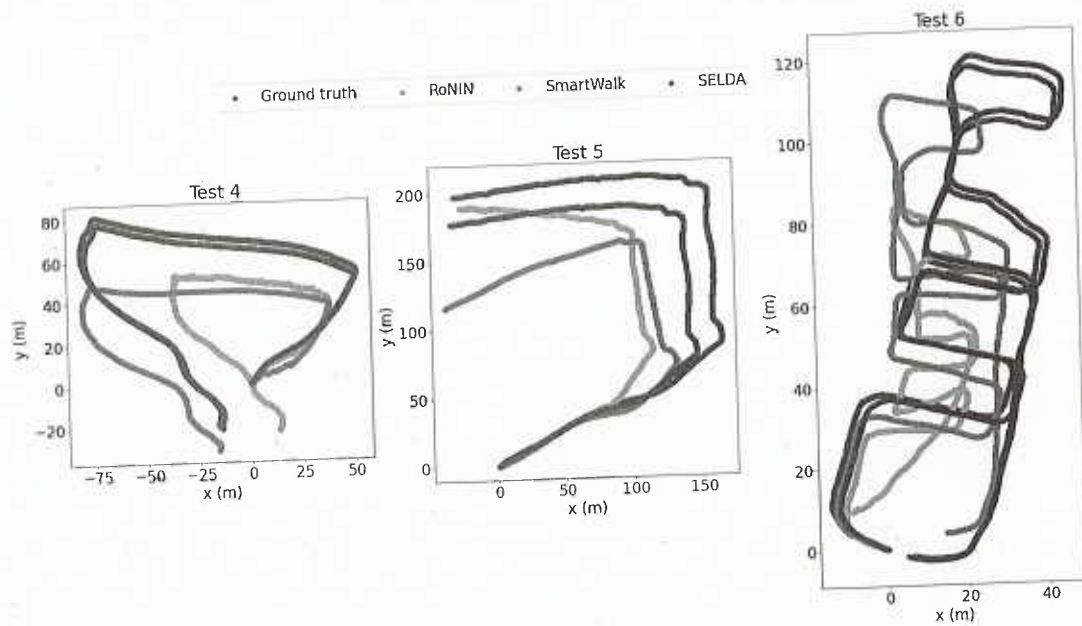 Test 6
Ground truth RoNIN SmartWalk SELDA
Test 4
80
60
40
20
0
−20
−75 −50 −25 0 25 50
x (m)
y (m)
Test 5
200
150
100
50
0
0 50 100 150
x (m)
y (m)
120
100
80
60
40
20
0
0 20 40
x (m)
y (m)